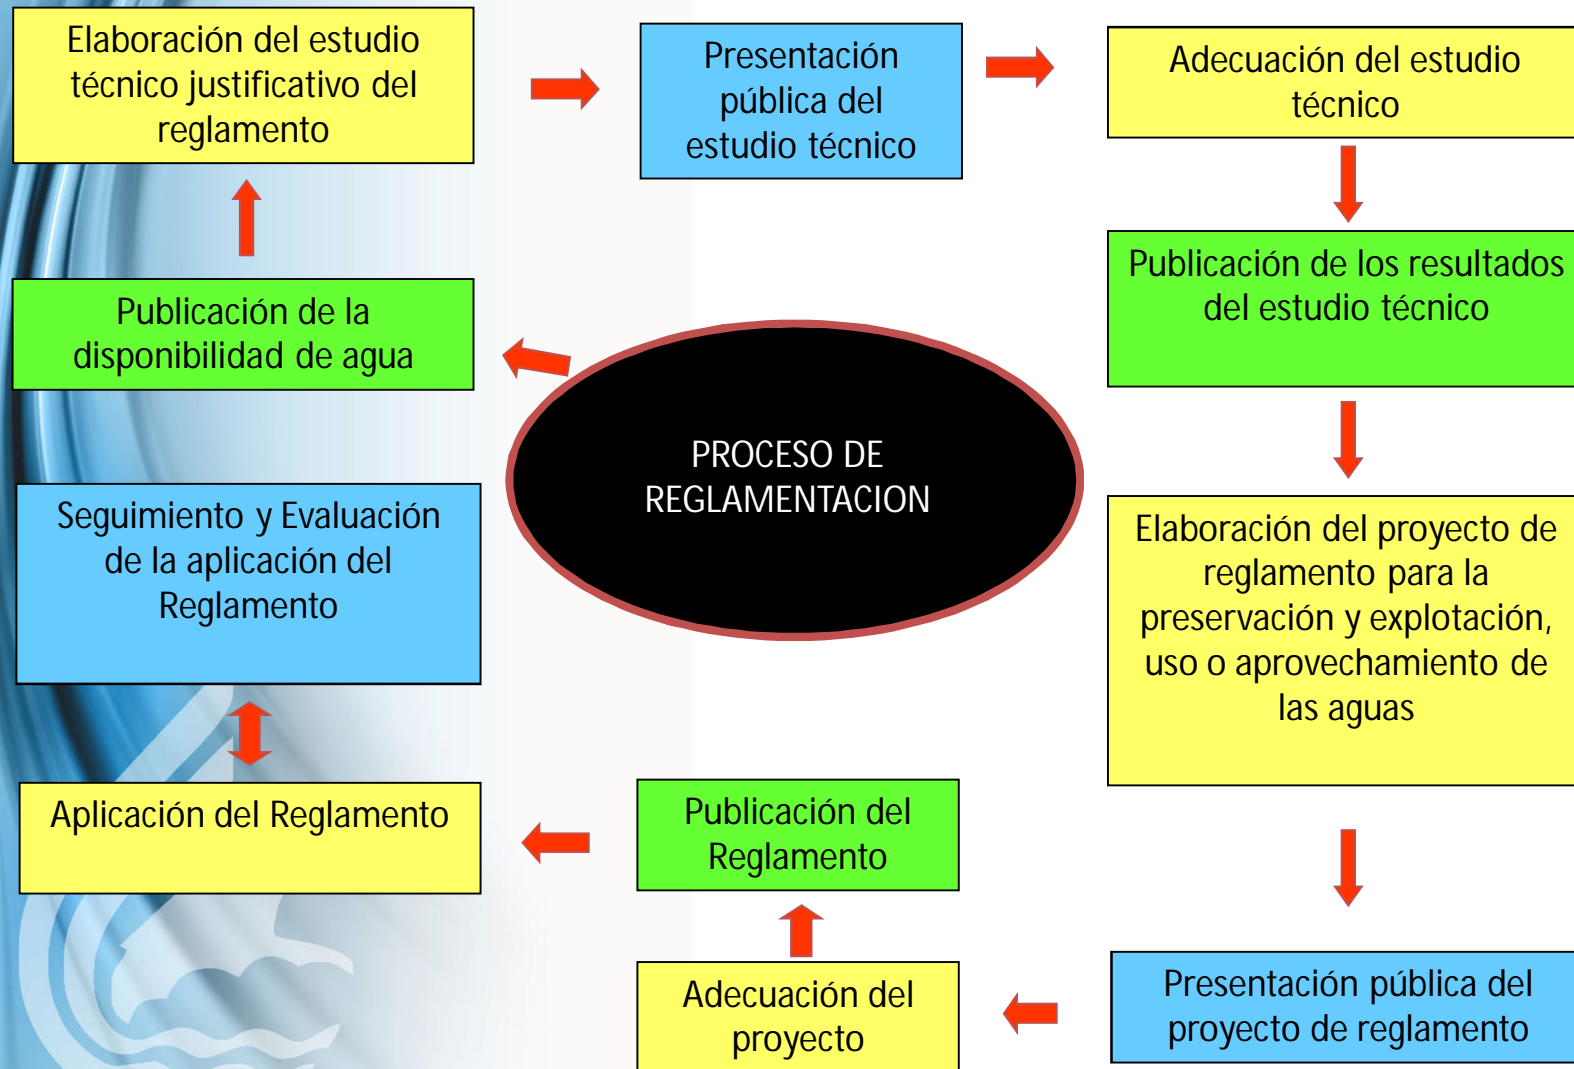 Elaboración del estudio
técnico justificativo del
reglamento
Presentación
pública del
estudio técnico
Adecuación del estudio
técnico
Publicación de la
disponibilidad de agua
Publicación de los resultados
del estudio técnico
PROCESO DE
REGLAMENTACION
Seguimiento y Evaluación
de la aplicación del
Reglamento
Elaboración del proyecto de
reglamento para la
preservación y explotación,
uso o aprovechamiento de
las aguas
Aplicación del Reglamento
Publicación del
Reglamento
Adecuación del
proyecto
Presentación pública del
proyecto de reglamento